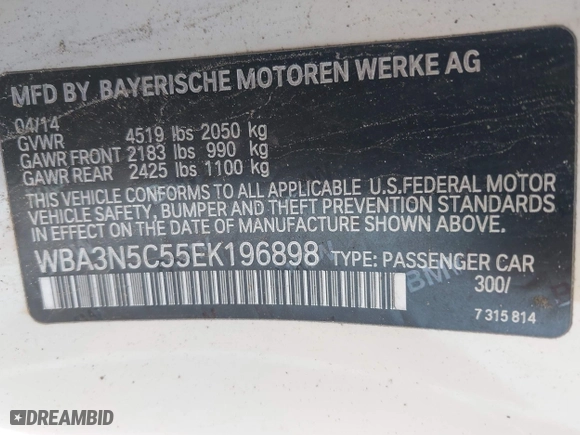 MFD BY BAYERISCHE MOTOREN WERKE AG
04/14
GVWR 4519 lbs 2050 kg
GAWR FRONT 2183 lbs 990 kg
GAWR REAR 2425 lbs 1100 kg
THIS VEHICLE CONFORMS TO ALL APPLICABLE U.S.FEDERAL MOTOR
VEHICLE SAFETY, BUMPER, AND THEFT PREVENTION STANDARDS
IN EFFECT ON THE DATE OF MANUFACTURE SHOWN ABOVE.
WBA3N5C55EK196898 TYPE: PASSENGER CAR
300/
7 315 814
DREAMBID